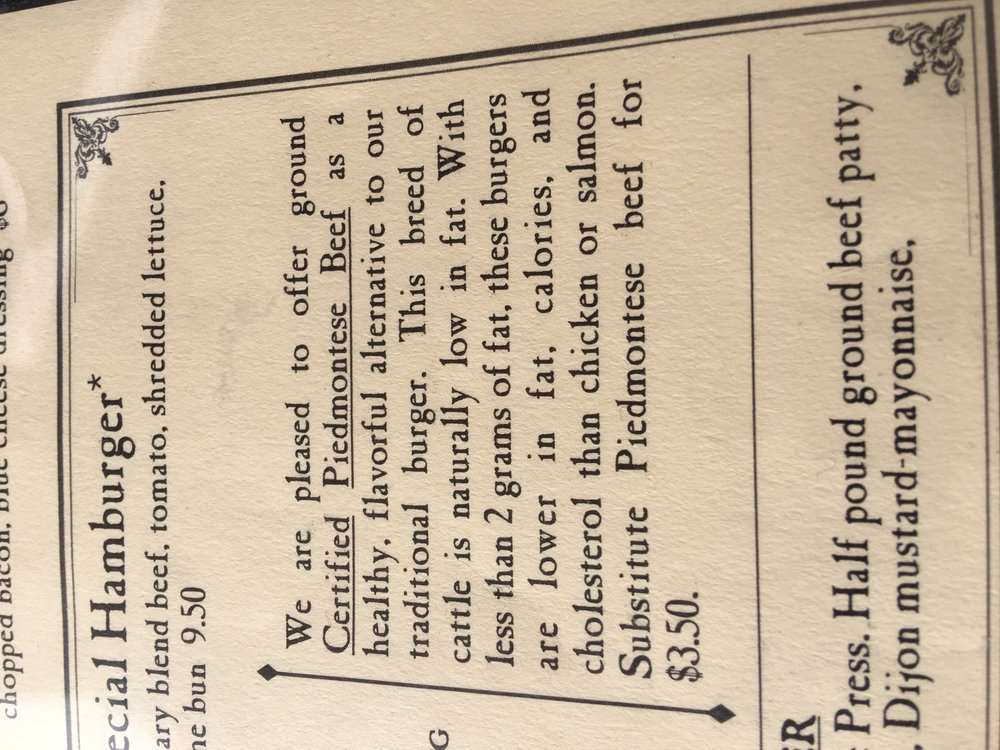 chopped bacon, blue cheese dressing $6
ecial Hamburger*
ary blend beef, tomato, shredded lettuce,
ne bun 9.50
We are pleased to offer ground
Certified Piedmontese Beef as a
healthy, flavorful alternative to our
traditional burger. This breed of
cattle is naturally low in fat. With
less than 2 grams of fat, these burgers
are lower in fat, calories, and
cholesterol than chicken or salmon.
Substitute Piedmontese beef for
$3.50.
G
ER
Press. Half pound ground beef patty,
Dijon mustard-mayonnaise,